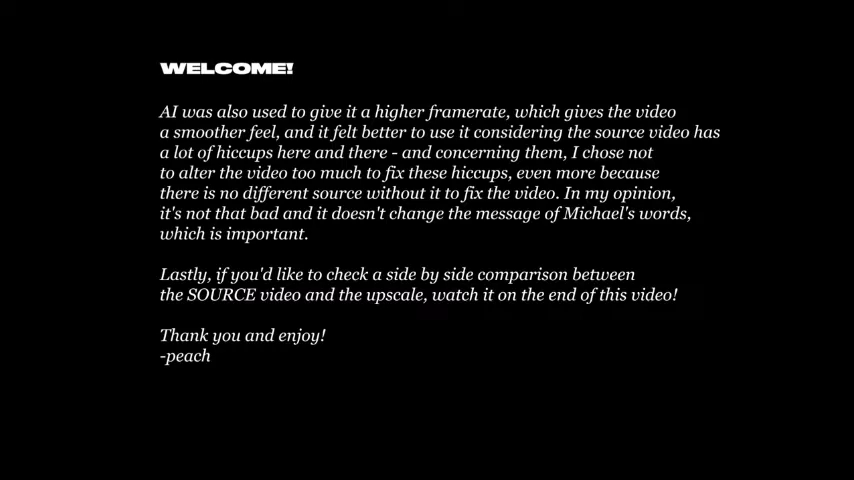 WELCOME!
AI was also used to give it a higher framerate, which gives the video
a smoother feel, and it felt better to use it considering the source video has
a lot of hiccups here and there - and concerning them, I chose not
to alter the video too much to fix these hiccups, even more because
there is no different source without it to fix the video. In my opinion,
it's not that bad and it doesn't change the message of Michael's words,
which is important.
Lastly, if you'd like to check a side by side comparison between
the SOURCE video and the upscale, watch it on the end of this video!
Thank you and enjoy!
-peach